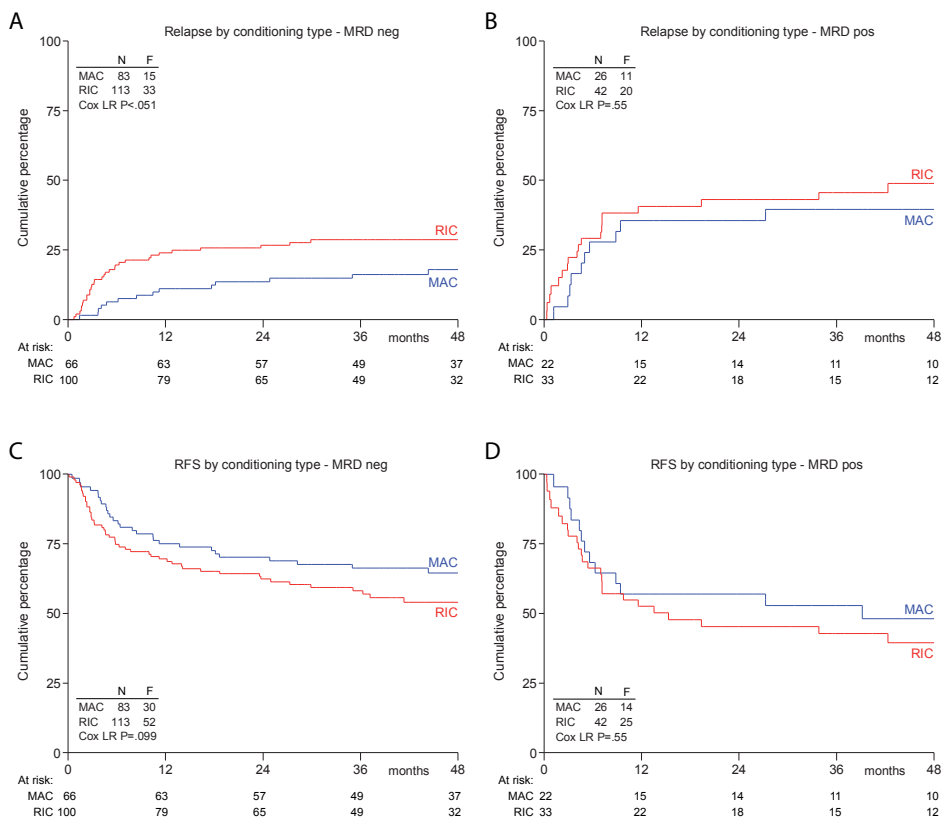 A
Relapse by conditioning type - MRD neg
N F
MAC 83 15
RIC 113 33
Cox LR P<.051
Cumulative percentage
100
75
50
25
0
RIC
MAC
0 12 24 36 months 48
At risk:
MAC 66 63 57 49 37
RIC 100 79 65 49 32
B
Relapse by conditioning type - MRD pos
N F
MAC 26 11
RIC 42 20
Cox LR P=.55
Cumulative percentage
100
75
50
25
0
RIC
MAC
0 12 24 36 months 48
At risk:
MAC 22 15 14 11 10
RIC 33 22 18 15 12
C
RFS by conditioning type - MRD neg
Cumulative percentage
100
75
50
25
0
MAC
RIC
N F
MAC 83 30
RIC 113 52
Cox LR P=.099
0 12 24 36 months 48
At risk:
MAC 66 63 57 49 37
RIC 100 79 65 49 32
D
RFS by conditioning type - MRD pos
Cumulative percentage
100
75
50
25
0
MAC
RIC
N F
MAC 26 14
RIC 42 25
Cox LR P=.55
0 12 24 36 months 48
At risk:
MAC 22 15 14 11 10
RIC 33 22 18 15 12